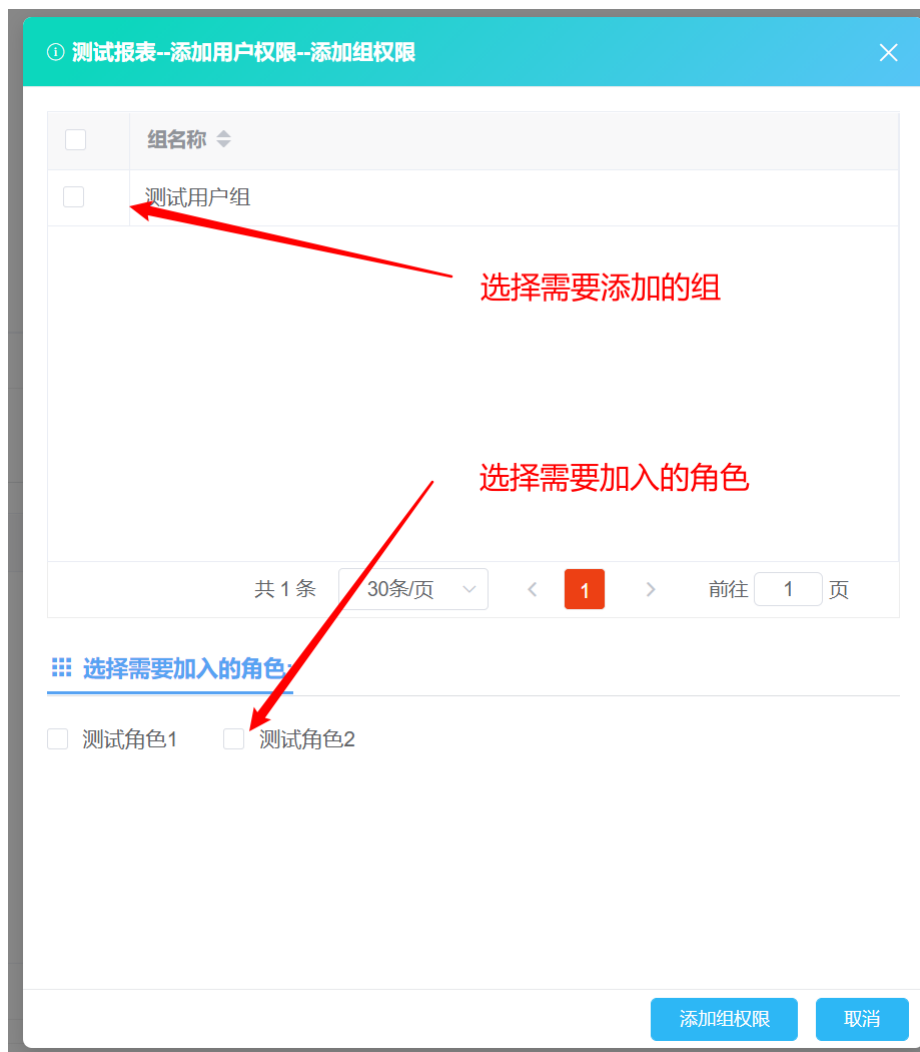 测试报表--添加用户权限--添加组权限
组名称
测试用户组
选择需要添加的组
选择需要加入的角色
共 1 条 30条/页 1 前往 1 页
选择需要加入的角色:
测试角色1 测试角色2
添加组权限 取消